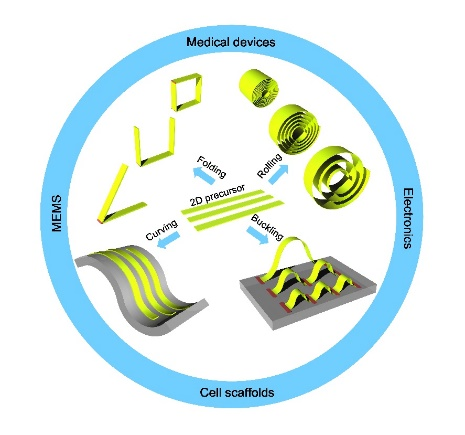 Medical devices
Folding
Rolling
2D precursor
MEMS
Electronics
Curving
Buckling
Cell scaffolds